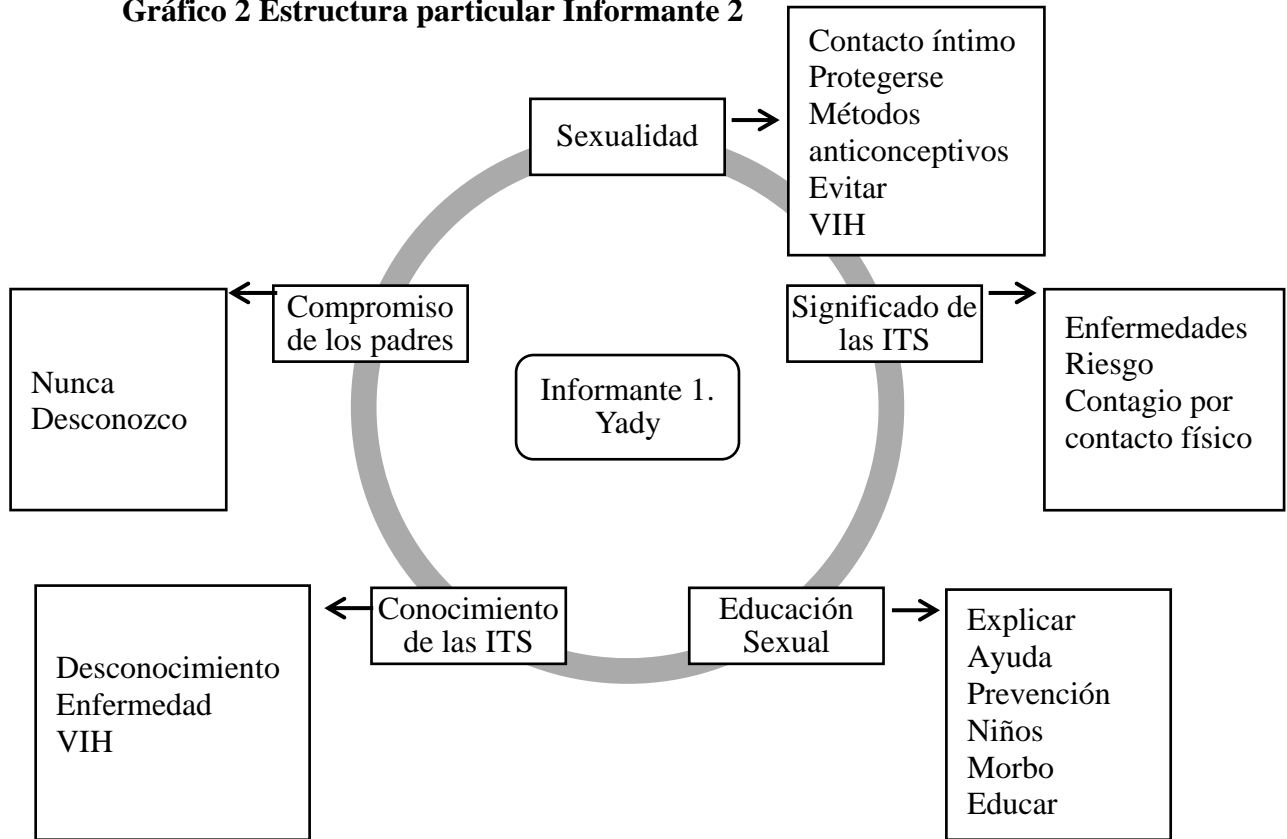 Gráfico 2 Estructura particular Informante 2
Contacto íntimo
Protegerse
Métodos
anticonceptivos
Evitar
VIH
Sexualidad
Compromiso
de los padres
Significado de
las ITS
Nunca
Desconozco
Informante 1.
Yady
Enfermedades
Riesgo
Contagio por
contacto físico
Conocimiento
de las ITS
Educación
Sexual
Desconocimiento
Enfermedad
VIH
Explicar
Ayuda
Prevención
Niños
Morbo
Educar